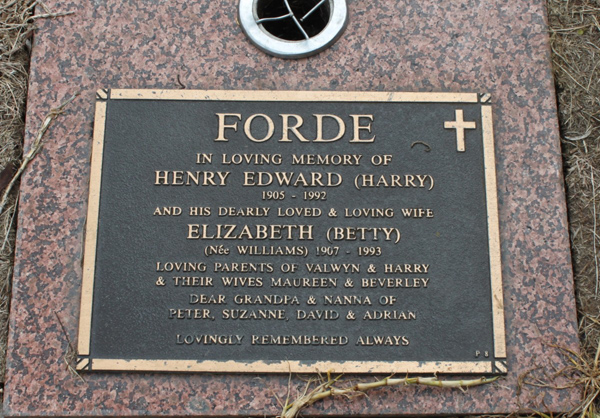 FORDE
IN LOVING MEMORY OF
HENRY EDWARD (HARRY)
1905 - 1992
AND HIS DEARLY LOVED & LOVING WIFE
ELIZABETH (BETTY)
(Née WILLIAMS) 1907 - 1993
LOVING PARENTS OF VALWYN & HARRY
& THEIR WIVES MAUREEN & BEVERLEY
DEAR GRANDPA & NANNA OF
PETER, SUZANNE, DAVID & ADRIAN
LOVINGLY REMEMBERED ALWAYS